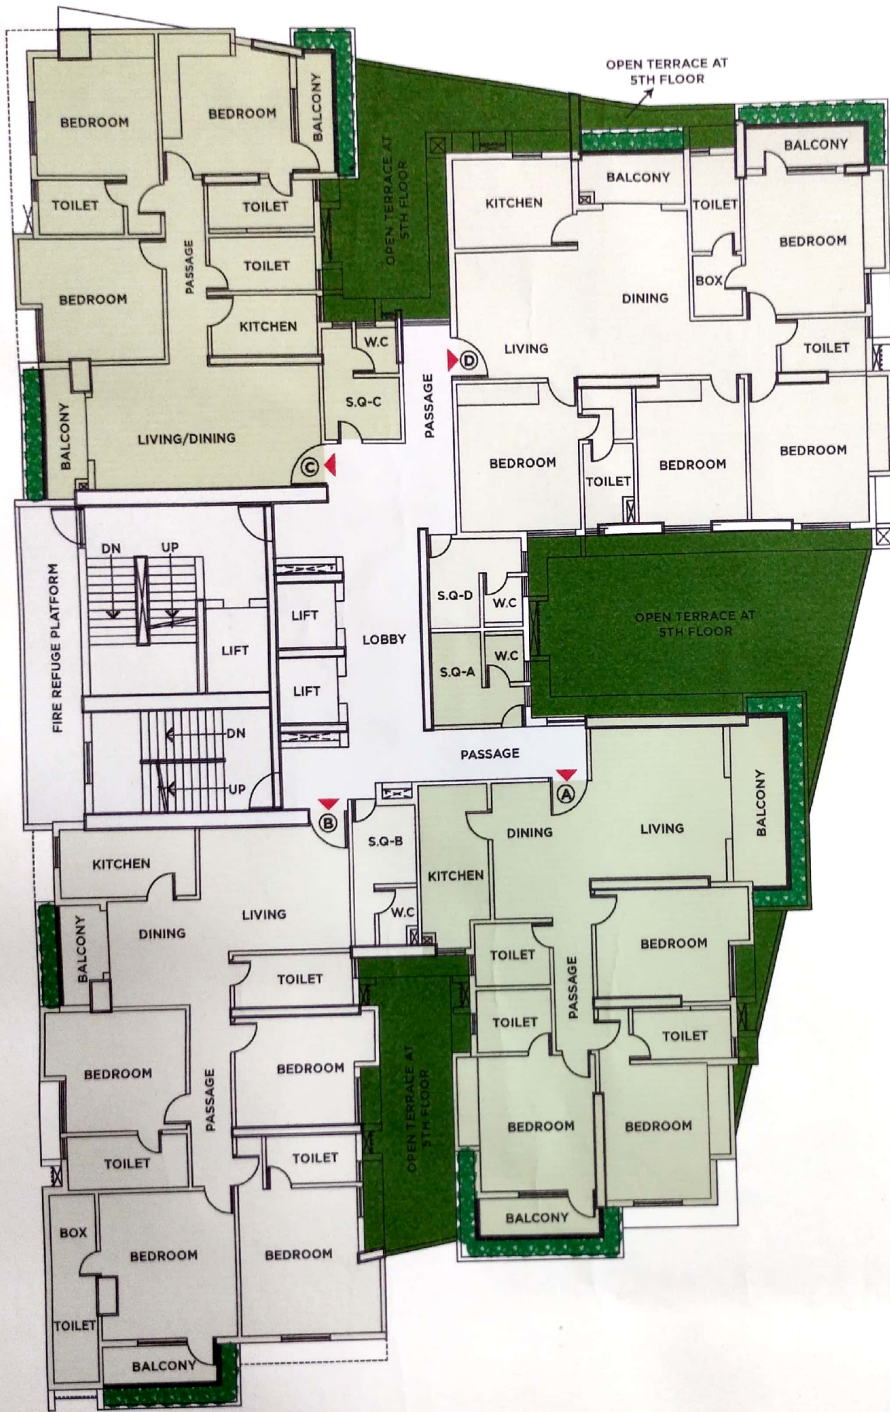 OPEN TERRACE AT
5TH FLOOR
BEDROOM
BEDROOM
BALCONY
TOILET
TOILET
OPEN TERRACE AT
5TH FLOOR
BEDROOM
PASSAGE
TOILET
KITCHEN
W.C
S.Q-C
BALCONY
LIVING/DINING
C
PASSAGE
KITCHEN
BALCONY
TOILET
BALCONY
BEDROOM
BOX
DINING
LIVING
D
TOILET
BEDROOM
TOILET
BEDROOM
BEDROOM
FIRE REFUGE PLATFORM
DN
UP
LIFT
LIFT
LIFT
LOBBY
DN
UP
S.Q-D
W.C
S.Q-A
W.C
OPEN TERRACE AT
5TH FLOOR
PASSAGE
A
B
S.Q-B
W.C
KITCHEN
DINING
LIVING
BALCONY
BEDROOM
TOILET
PASSAGE
TOILET
TOILET
BEDROOM
BEDROOM
BALCONY
KITCHEN
LIVING
DINING
BALCONY
TOILET
BEDROOM
BEDROOM
PASSAGE
OPEN TERRACE AT
5TH FLOOR
TOILET
TOILET
BOX
BEDROOM
BEDROOM
TOILET
BALCONY